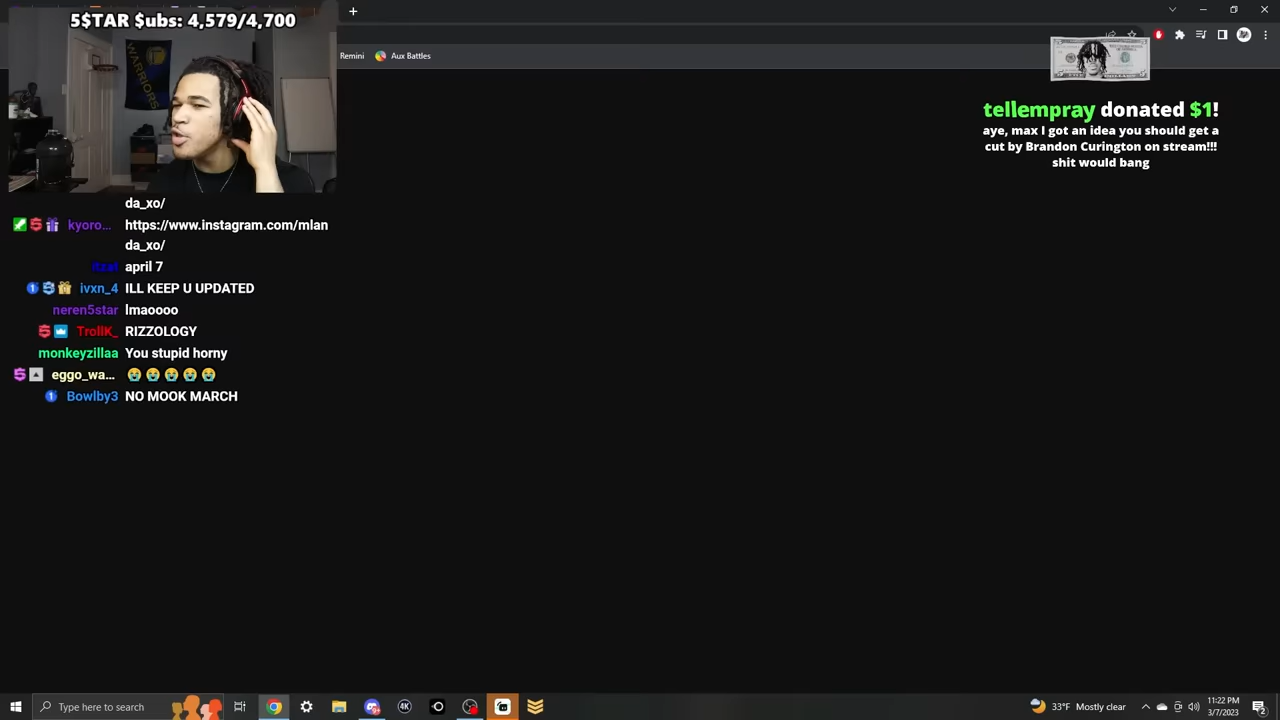 5$TAR $ubs: 4,579/4,700
WARRIORS
Remini
Aux Battles
tellempray donated $1!
aye, max I got an idea you should get a
cut by Brandon Curington on stream!!!
shit would bang
da_xo/
kyoro... https://www.instagram.com/mlan
da_xo/
april 7
ivxn_4 ILL KEEP U UPDATED
neren5star lmaoooo
TrollK_ RIZZOLOGY
monkeyzillaa You stupid horny
eggo_wa... 😭 😭 😭 😭 😭
Bowlby3 NO MOOK MARCH
Type here to search
4K
33°F Mostly clear
11:22 PM
3/7/2023
2